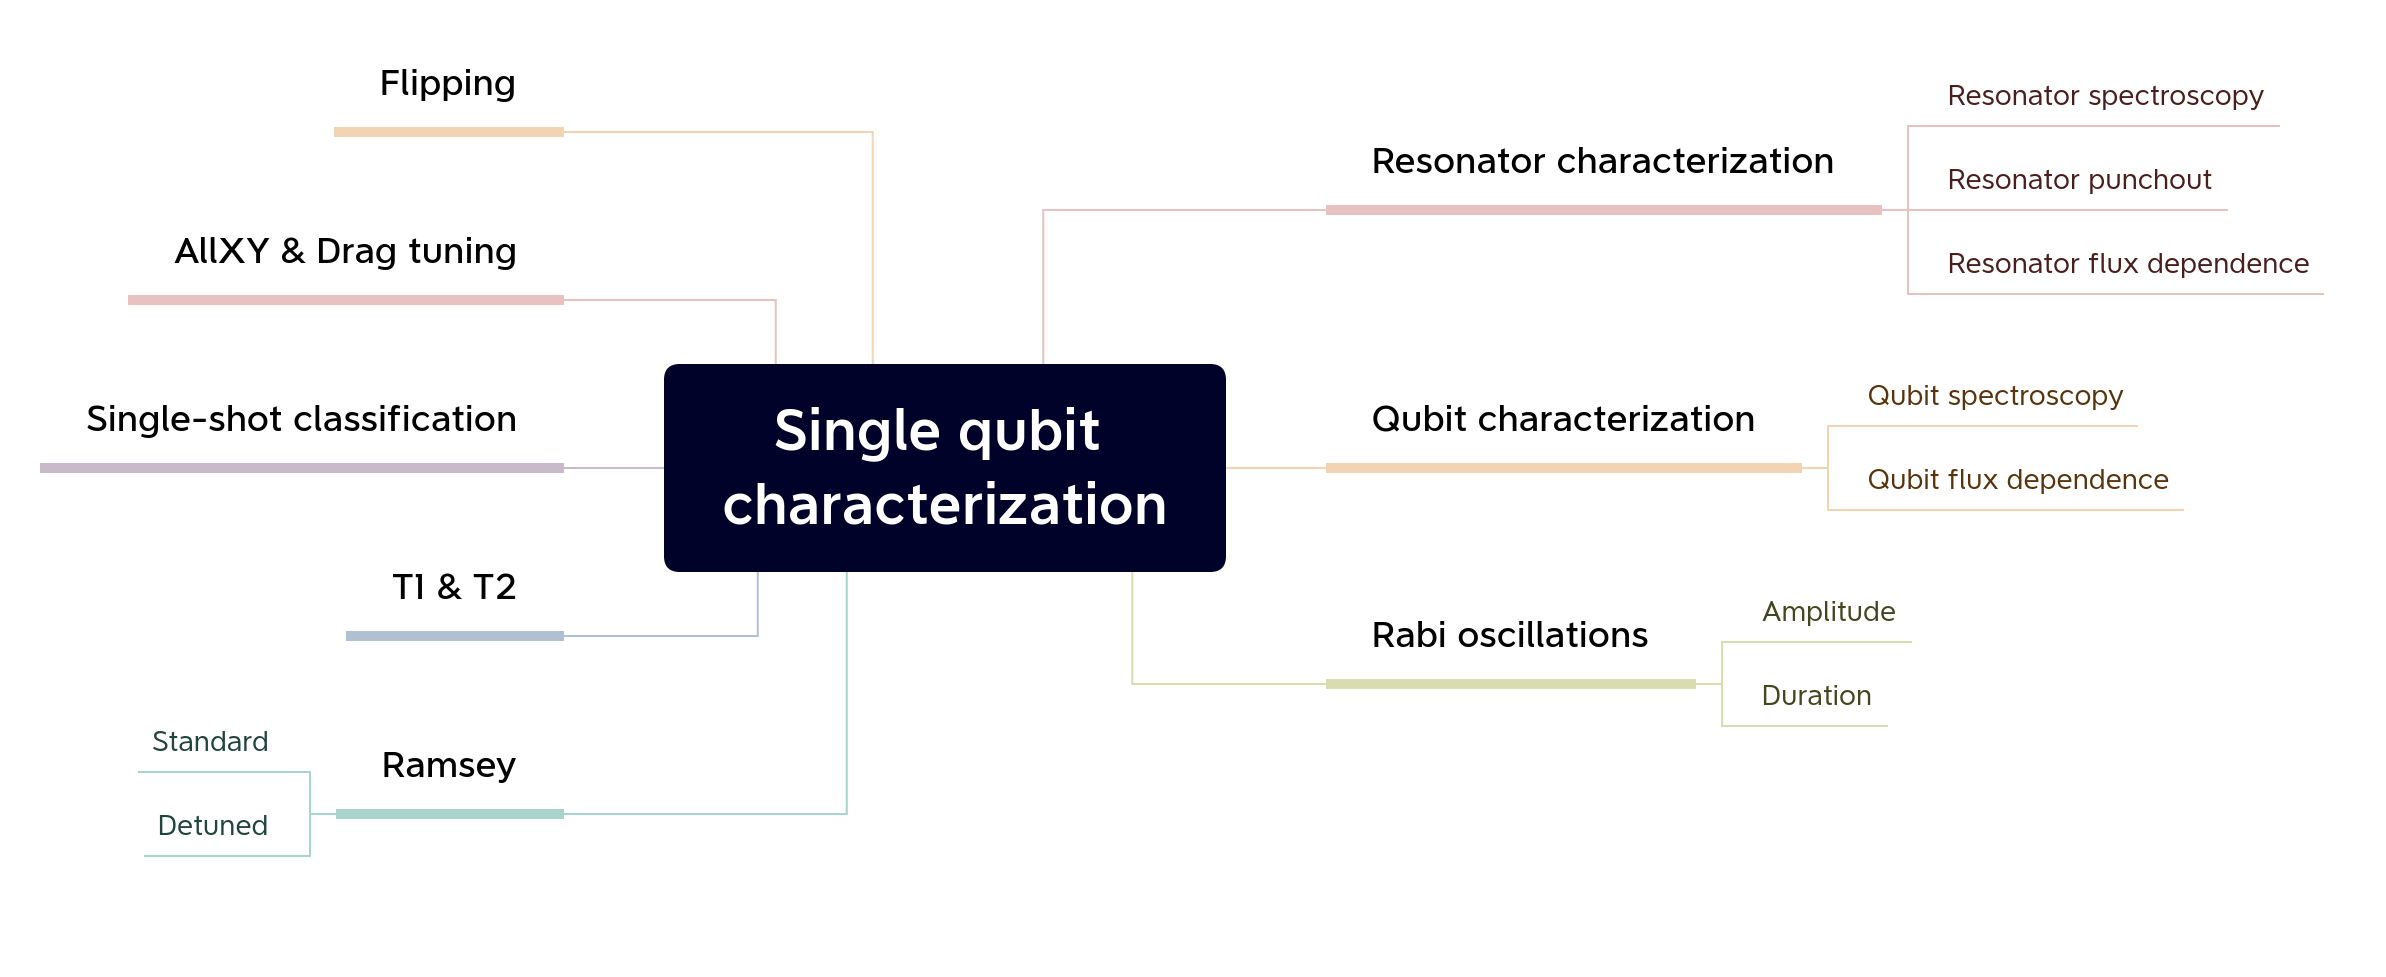 Single qubit
characterization
Resonator characterization
Resonator spectroscopy
Resonator punchout
Resonator flux dependence
Qubit characterization
Qubit spectroscopy
Qubit flux dependence
Rabi oscillations
Amplitude
Duration
Flipping
AllXY & Drag tuning
Single-shot classification
T1 & T2
Ramsey
Standard
Detuned